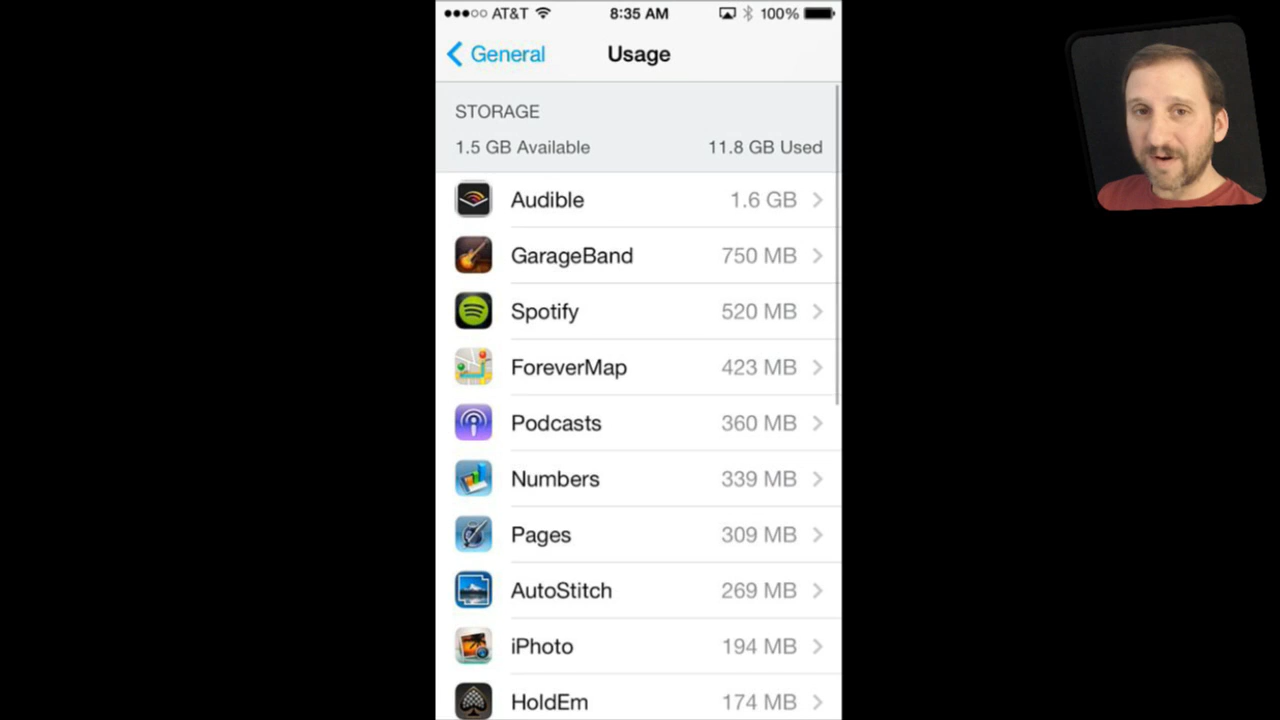 AT&T 8:35 AM 100%
General Usage
STORAGE
1.5 GB Available 11.8 GB Used
Audible 1.6 GB
GarageBand 750 MB
Spotify 520 MB
ForeverMap 423 MB
Podcasts 360 MB
Numbers 339 MB
Pages 309 MB
AutoStitch 269 MB
iPhoto 194 MB
HoldEm 174 MB